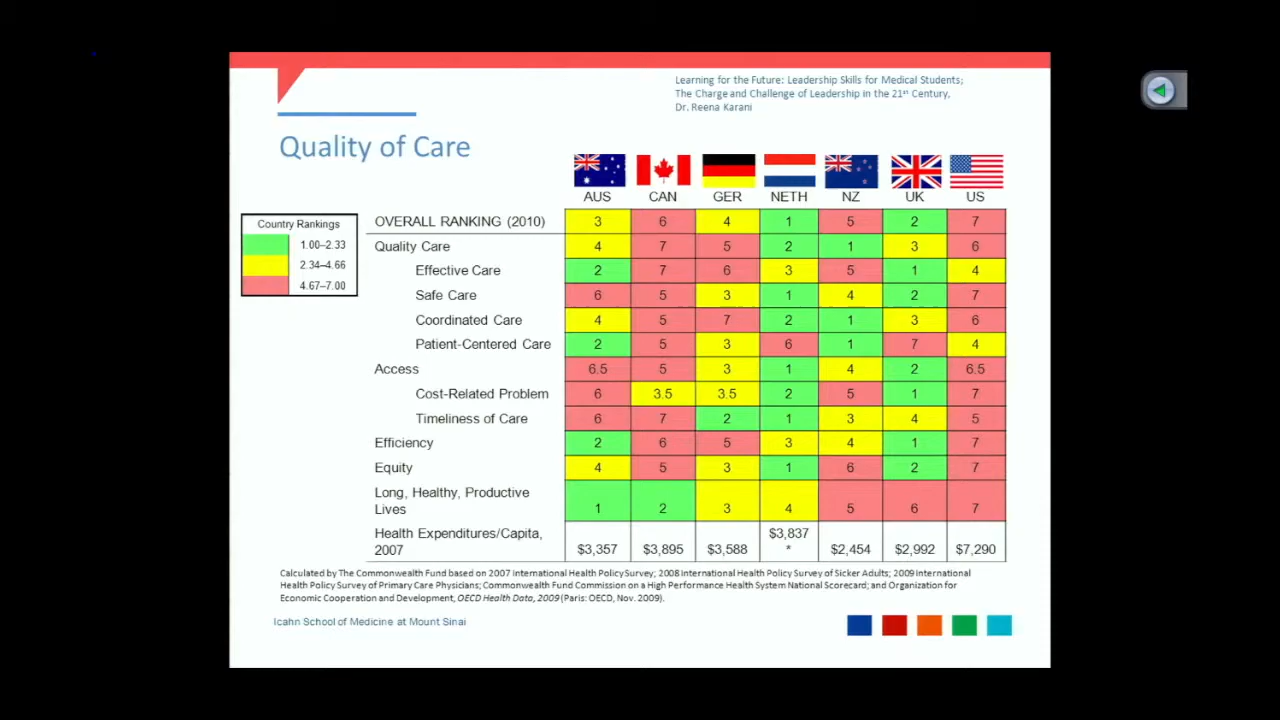 Learning for the Future: Leadership Skills for Medical Students;
The Charge and Challenge of Leadership in the 21st Century,
Dr. Reena Karani
Quality of Care
AUS CAN GER NETH NZ UK US
Country Rankings
1.00–2.33
2.34–4.66
4.67–7.00
OVERALL RANKING (2010) 3 6 4 1 5 2 7
Quality Care 4 7 5 2 1 3 6
Effective Care 2 7 6 3 5 1 4
Safe Care 6 5 3 1 4 2 7
Coordinated Care 4 5 7 2 1 3 6
Patient-Centered Care 2 5 3 6 1 7 4
Access 6.5 5 3 1 4 2 6.5
Cost-Related Problem 6 3.5 3.5 2 5 1 7
Timeliness of Care 6 7 2 1 3 4 5
Efficiency 2 6 5 3 4 1 7
Equity 4 5 3 1 6 2 7
Long, Healthy, Productive
Lives 1 2 3 4 5 6 7
Health Expenditures/Capita, $3,837
2007 $3,357 $3,895 $3,588 * $2,454 $2,992 $7,290
Calculated by The Commonwealth Fund based on 2007 International Health Policy Survey; 2008 International Health Policy Survey of Sicker Adults; 2009 International
Health Policy Survey of Primary Care Physicians; Commonwealth Fund Commission on a High Performance Health System National Scorecard; and Organization for
Economic Cooperation and Development, OECD Health Data, 2009 (Paris: OECD, Nov. 2009).
Icahn School of Medicine at Mount Sinai